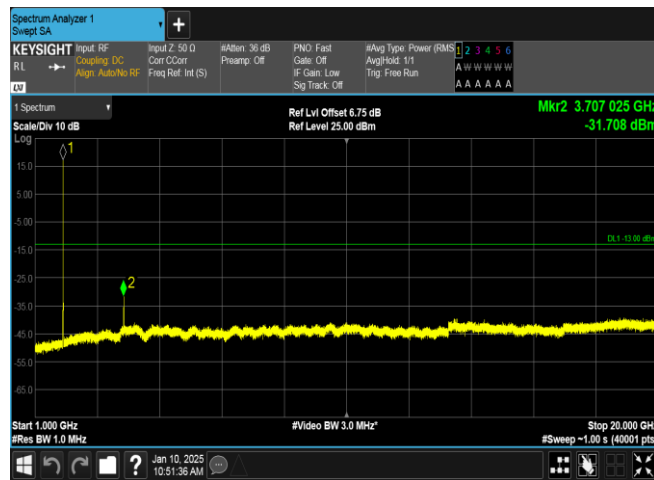 Spectrum Analyzer 1
Swept SA
+
KEYSIGHT
RL
LXI
Input: RF
Coupling: DC
Align: Auto/No RF
Input Z: 50 Ω
Corr CCorr
Freq Ref: Int (S)
#Atten: 36 dB
Preamp: Off
PNO: Fast
Gate: Off
IF Gain: Low
Sig Track: Off
#Avg Type: Power (RMS
Avg|Hold: 1/1
Trig: Free Run
1 2 3 4 5 6
A W W W W W
A A A A A A
1 Spectrum
Scale/Div 10 dB
Log
Ref Lvl Offset 6.75 dB
Ref Level 25.00 dBm
Mkr2 3.707 025 GHz
-31.708 dBm
1
15.0
5.00
-5.00
DL1 -13.00 dBm
-15.0
-25.0
2
-35.0
-45.0
-55.0
-65.0
Start 1.000 GHz
#Res BW 1.0 MHz
#Video BW 3.0 MHz*
Stop 20.000 GHz
#Sweep ~1.00 s (40001 pts
?
Jan 10, 2025
10:51:36 AM